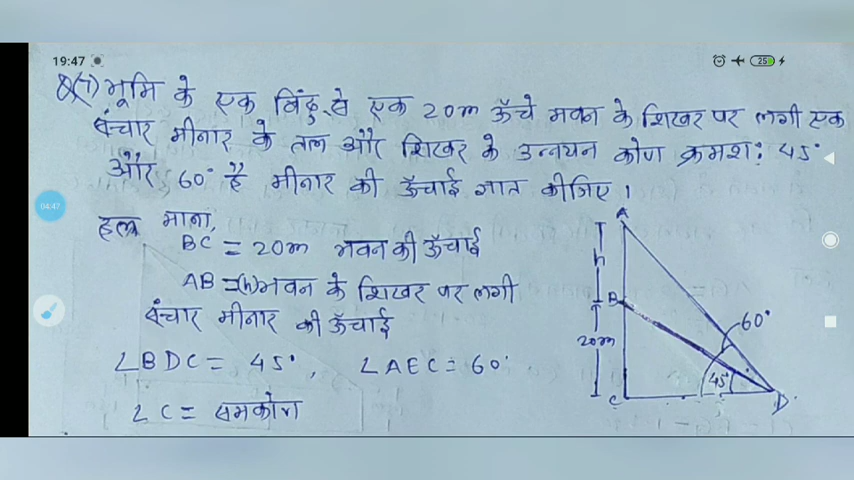 19:47
25
Q(7) भूमि के एक बिंदु से एक 20m ऊँचे भवन के शिखर पर लगी एक
संचार मीनार के तल और शिखर के उन्नयन कोण क्रमश: 45°
और 60° है मीनार की ऊँचाई ज्ञात कीजिए ।
04:47
हल माना,
BC = 20m भवन की ऊँचाई
AB =(h) भवन के शिखर पर लगी
संचार मीनार की ऊँचाई
∠BDC = 45°, ∠AEC = 60°
∠C = समकोण
A
h
B
20m
60°
45°
C
D